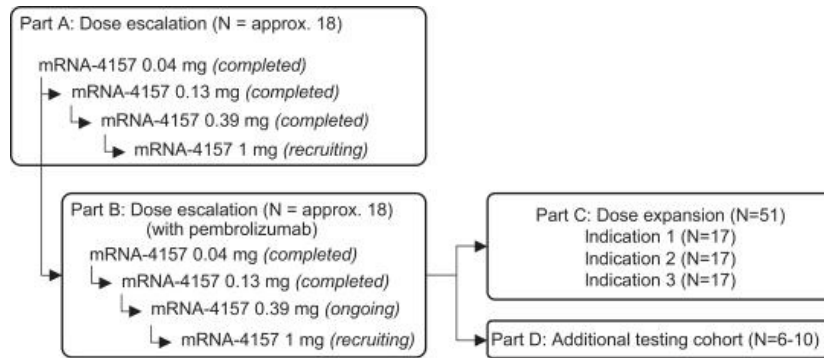 Part A: Dose escalation (N = approx. 18)
mRNA-4157 0.04 mg (completed)
mRNA-4157 0.13 mg (completed)
mRNA-4157 0.39 mg (completed)
mRNA-4157 1 mg (recruiting)
Part B: Dose escalation (N = approx. 18)
(with pembrolizumab)
mRNA-4157 0.04 mg (completed)
mRNA-4157 0.13 mg (completed)
mRNA-4157 0.39 mg (ongoing)
mRNA-4157 1 mg (recruiting)
Part C: Dose expansion (N=51)
Indication 1 (N=17)
Indication 2 (N=17)
Indication 3 (N=17)
Part D: Additional testing cohort (N=6-10)